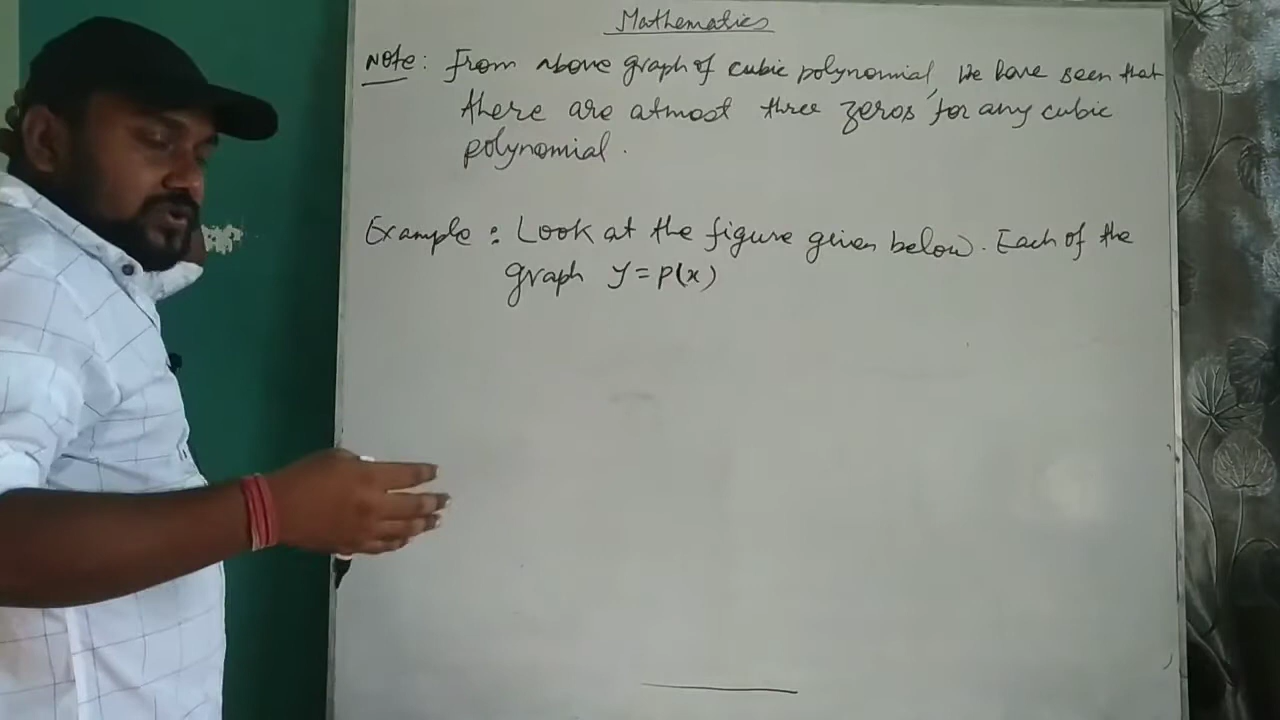 Mathematics
Note: From above graph of cubic polynomial, we have seen that
there are atmost three zeros for any cubic
polynomial.
Example: Look at the figure given below. Each of the
graph y=p(x)